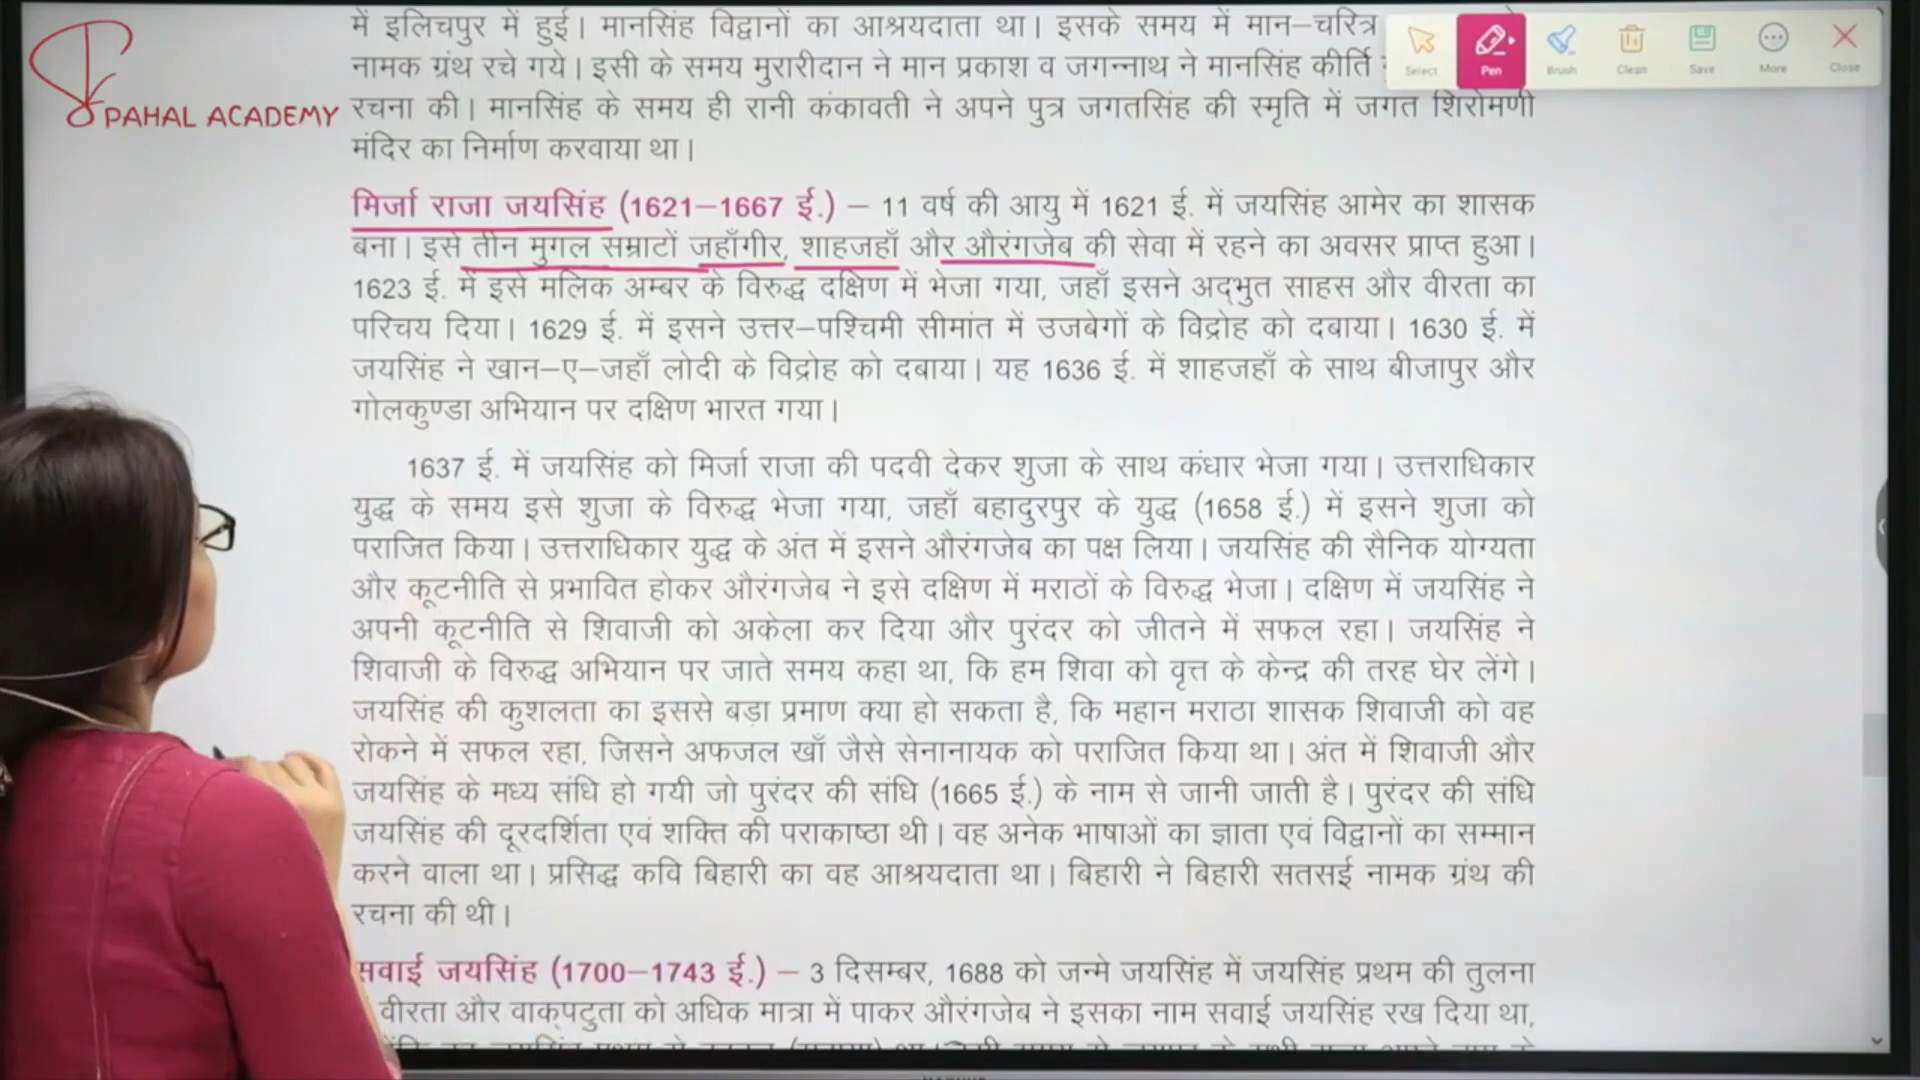 में इलिचपुर में हुई। मानसिंह विद्वानों का आश्रयदाता था। इसके समय में मान–चरित्र
नामक ग्रंथ रचे गये। इसी के समय मुरारीदान ने मान प्रकाश व जगन्नाथ ने मानसिंह कीर्ति
रचना की। मानसिंह के समय ही रानी कंकावती ने अपने पुत्र जगतसिंह की स्मृति में जगत शिरोमणी
मंदिर का निर्माण करवाया था।
PAHAL ACADEMY
Select Pen Brush Clean Save More Close
मिर्जा राजा जयसिंह (1621–1667 ई.) – 11 वर्ष की आयु में 1621 ई. में जयसिंह आमेर का शासक
बना। इसे तीन मुगल सम्राटों जहाँगीर, शाहजहाँ और औरंगजेब की सेवा में रहने का अवसर प्राप्त हुआ।
1623 ई. में इसे मलिक अम्बर के विरुद्ध दक्षिण में भेजा गया, जहाँ इसने अद्भुत साहस और वीरता का
परिचय दिया। 1629 ई. में इसने उत्तर–पश्चिमी सीमांत में उजबेगों के विद्रोह को दबाया। 1630 ई. में
जयसिंह ने खान–ए–जहाँ लोदी के विद्रोह को दबाया। यह 1636 ई. में शाहजहाँ के साथ बीजापुर और
गोलकुण्डा अभियान पर दक्षिण भारत गया।
1637 ई. में जयसिंह को मिर्जा राजा की पदवी देकर शुजा के साथ कंधार भेजा गया। उत्तराधिकार
युद्ध के समय इसे शुजा के विरुद्ध भेजा गया, जहाँ बहादुरपुर के युद्ध (1658 ई.) में इसने शुजा को
पराजित किया। उत्तराधिकार युद्ध के अंत में इसने औरंगजेब का पक्ष लिया। जयसिंह की सैनिक योग्यता
और कूटनीति से प्रभावित होकर औरंगजेब ने इसे दक्षिण में मराठों के विरुद्ध भेजा। दक्षिण में जयसिंह ने
अपनी कूटनीति से शिवाजी को अकेला कर दिया और पुरंदर को जीतने में सफल रहा। जयसिंह ने
शिवाजी के विरुद्ध अभियान पर जाते समय कहा था, कि हम शिवा को वृत्त के केन्द्र की तरह घेर लेंगे।
जयसिंह की कुशलता का इससे बड़ा प्रमाण क्या हो सकता है, कि महान मराठा शासक शिवाजी को वह
रोकने में सफल रहा, जिसने अफजल खाँ जैसे सेनानायक को पराजित किया था। अंत में शिवाजी और
जयसिंह के मध्य संधि हो गयी जो पुरंदर की संधि (1665 ई.) के नाम से जानी जाती है। पुरंदर की संधि
जयसिंह की दूरदर्शिता एवं शक्ति की पराकाष्ठा थी। वह अनेक भाषाओं का ज्ञाता एवं विद्वानों का सम्मान
करने वाला था। प्रसिद्ध कवि बिहारी का वह आश्रयदाता था। बिहारी ने बिहारी सतसई नामक ग्रंथ की
रचना की थी।
सवाई जयसिंह (1700–1743 ई.) – 3 दिसम्बर, 1688 को जन्मे जयसिंह में जयसिंह प्रथम की तुलना
वीरता और वाक्पटुता को अधिक मात्रा में पाकर औरंगजेब ने इसका नाम सवाई जयसिंह रख दिया था,